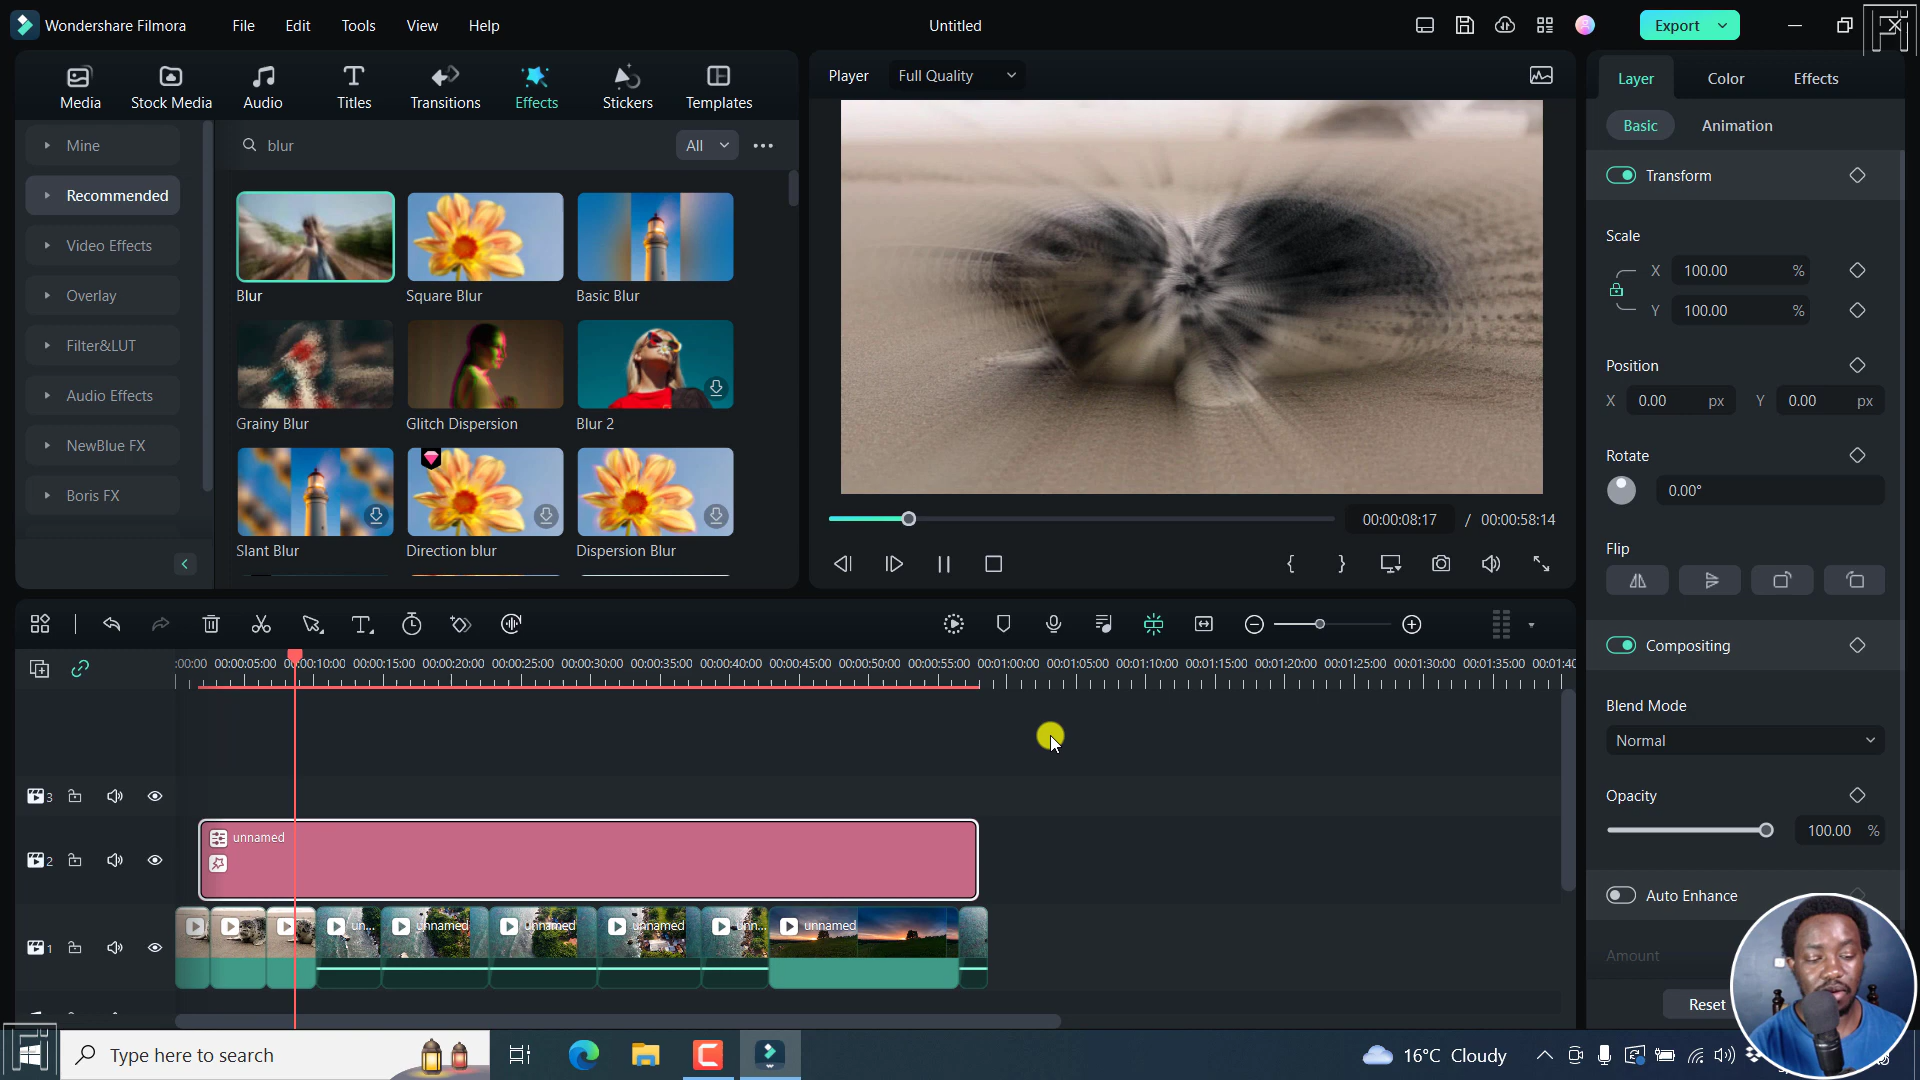 Wondershare Filmora
File
Edit
Tools
View
Help
Untitled
Export
Media
Stock Media
Audio
Titles
Transitions
Effects
Stickers
Templates
Player
Full Quality
Layer
Color
Effects
Basic
Animation
Mine
Recommended
Video Effects
Overlay
Filter&LUT
Audio Effects
NewBlue FX
Boris FX
blur
All
Blur
Square Blur
Basic Blur
Grainy Blur
Glitch Dispersion
Blur 2
Slant Blur
Direction blur
Dispersion Blur
00:00:08:17 / 00:00:58:14
Transform
Scale
X 100.00 %
Y 100.00 %
Position
X 0.00 px Y 0.00 px
Rotate
0.00°
Flip
Compositing
Blend Mode
Normal
Opacity
100.00 %
Auto Enhance
Amount
Reset
:00:00 00:00:05:00 00:00:10:00 00:00:15:00 00:00:20:00 00:00:25:00 00:00:30:00 00:00:35:00 00:00:40:00 00:00:45:00 00:00:50:00 00:00:55:00 00:01:00:00 00:01:05:00 00:01:10:00 00:01:15:00 00:01:20:00 00:01:25:00 00:01:30:00 00:01:35:00 00:01:40
3
2
unnamed
1
un... unnamed unnamed unnamed unn... unnamed
Type here to search
16°C Cloudy